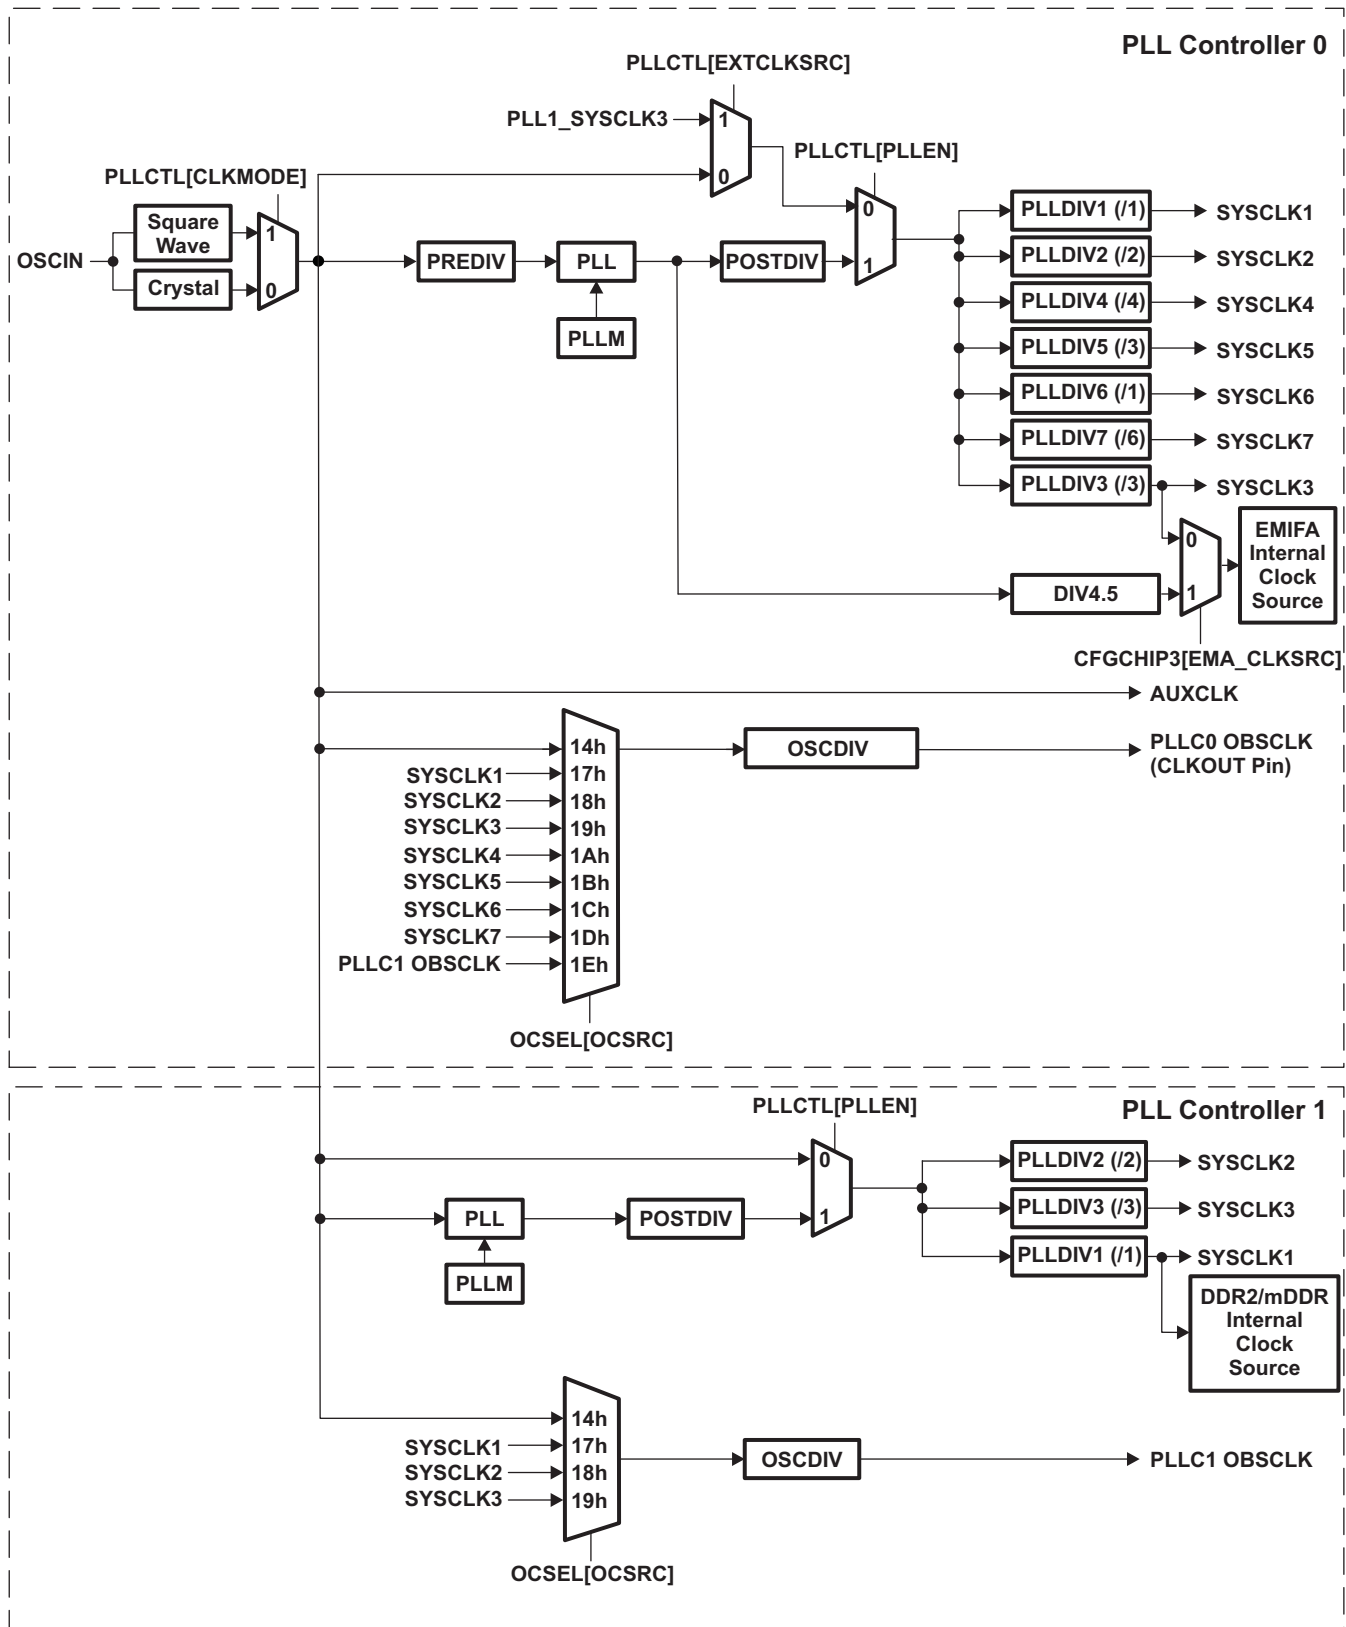 PLL Controller 0
PLLCTL[EXTCLKSRC]
PLL1_SYSCLK3
1
0
PLLCTL[PLLEN]
0
1
PLLCTL[CLKMODE]
OSCIN
Square
Wave
Crystal
1
0
PREDIV
PLL
PLLM
POSTDIV
PLLDIV1 (/1)
SYSCLK1
PLLDIV2 (/2)
SYSCLK2
PLLDIV4 (/4)
SYSCLK4
PLLDIV5 (/3)
SYSCLK5
PLLDIV6 (/1)
SYSCLK6
PLLDIV7 (/6)
SYSCLK7
PLLDIV3 (/3)
SYSCLK3
0
1
EMIFA
Internal
Clock
Source
DIV4.5
CFGCHIP3[EMA_CLKSRC]
AUXCLK
14h
OSCDIV
PLLC0 OBSCLK
(CLKOUT Pin)
SYSCLK1
17h
SYSCLK2
18h
SYSCLK3
19h
SYSCLK4
1Ah
SYSCLK5
1Bh
SYSCLK6
1Ch
SYSCLK7
1Dh
PLLC1 OBSCLK
1Eh
OCSEL[OCSRC]
PLL Controller 1
PLLCTL[PLLEN]
0
1
PLL
PLLM
POSTDIV
PLLDIV2 (/2)
SYSCLK2
PLLDIV3 (/3)
SYSCLK3
PLLDIV1 (/1)
SYSCLK1
DDR2/mDDR
Internal
Clock
Source
14h
SYSCLK1
17h
SYSCLK2
18h
SYSCLK3
19h
OSCDIV
PLLC1 OBSCLK
OCSEL[OCSRC]